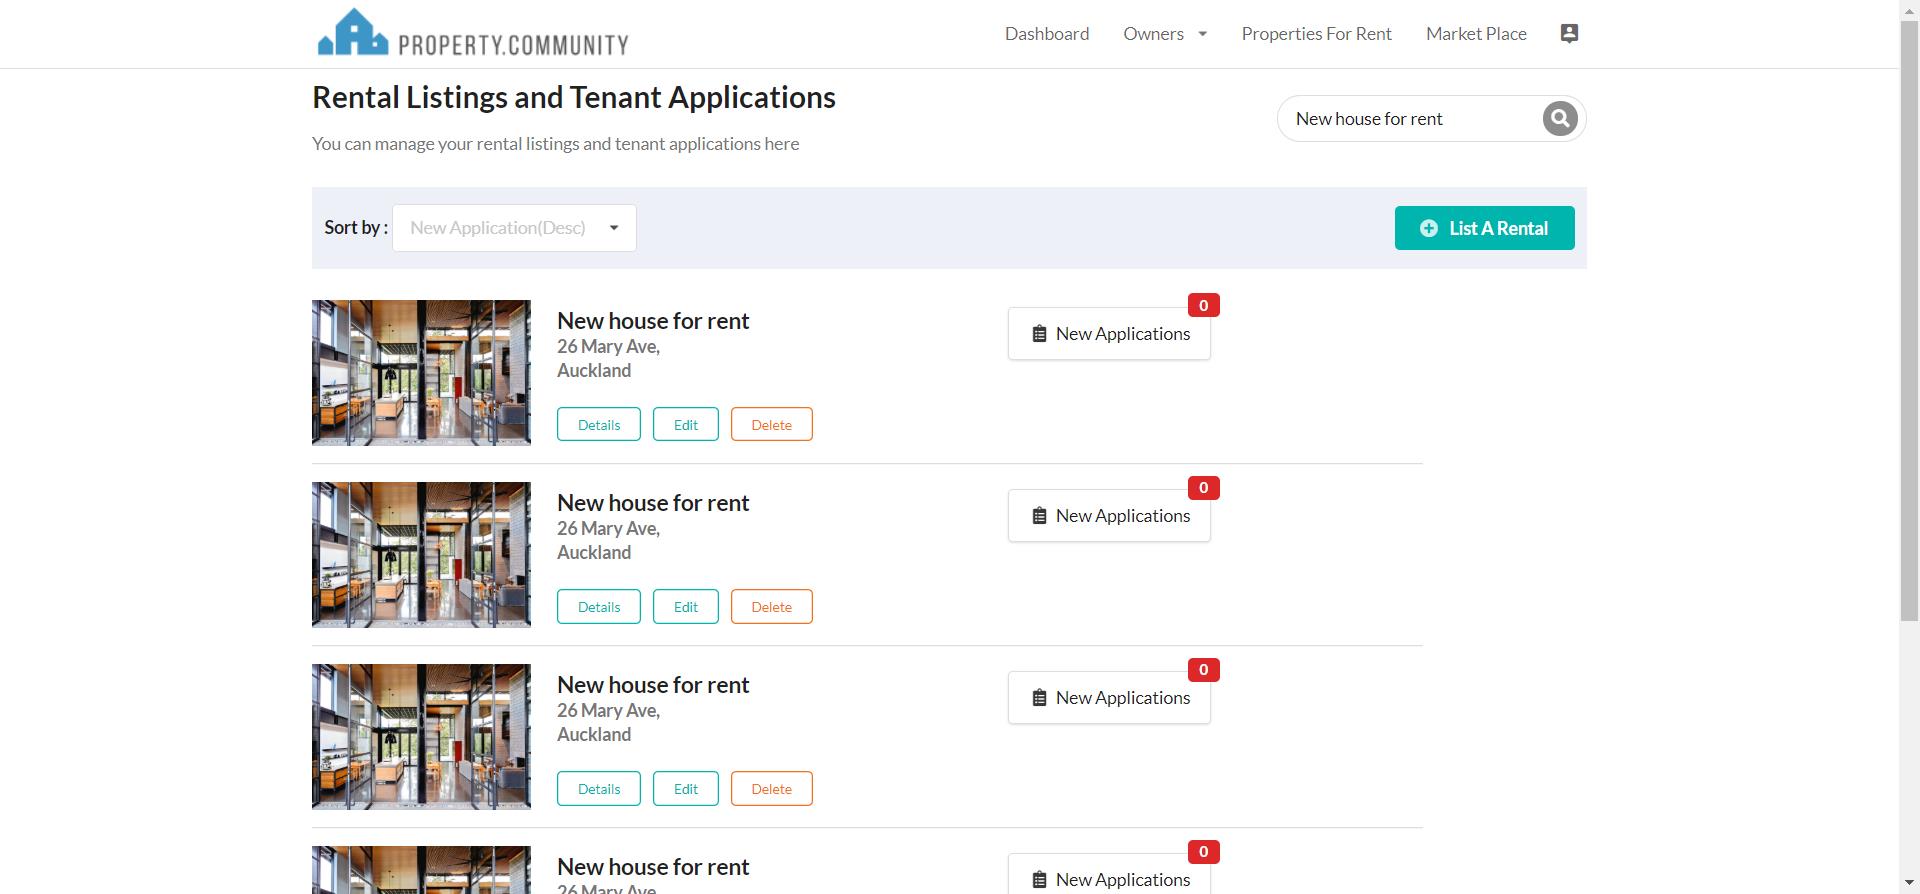 PROPERTY.COMMUNITY
Dashboard Owners Properties For Rent Market Place
Rental Listings and Tenant Applications
You can manage your rental listings and tenant applications here
New house for rent
Sort by : New Application(Desc)
List A Rental
New house for rent
26 Mary Ave,
Auckland
Details Edit Delete
0
New Applications
New house for rent
26 Mary Ave,
Auckland
Details Edit Delete
0
New Applications
New house for rent
26 Mary Ave,
Auckland
Details Edit Delete
0
New Applications
New house for rent
26 Mary Ave,
0
New Applications